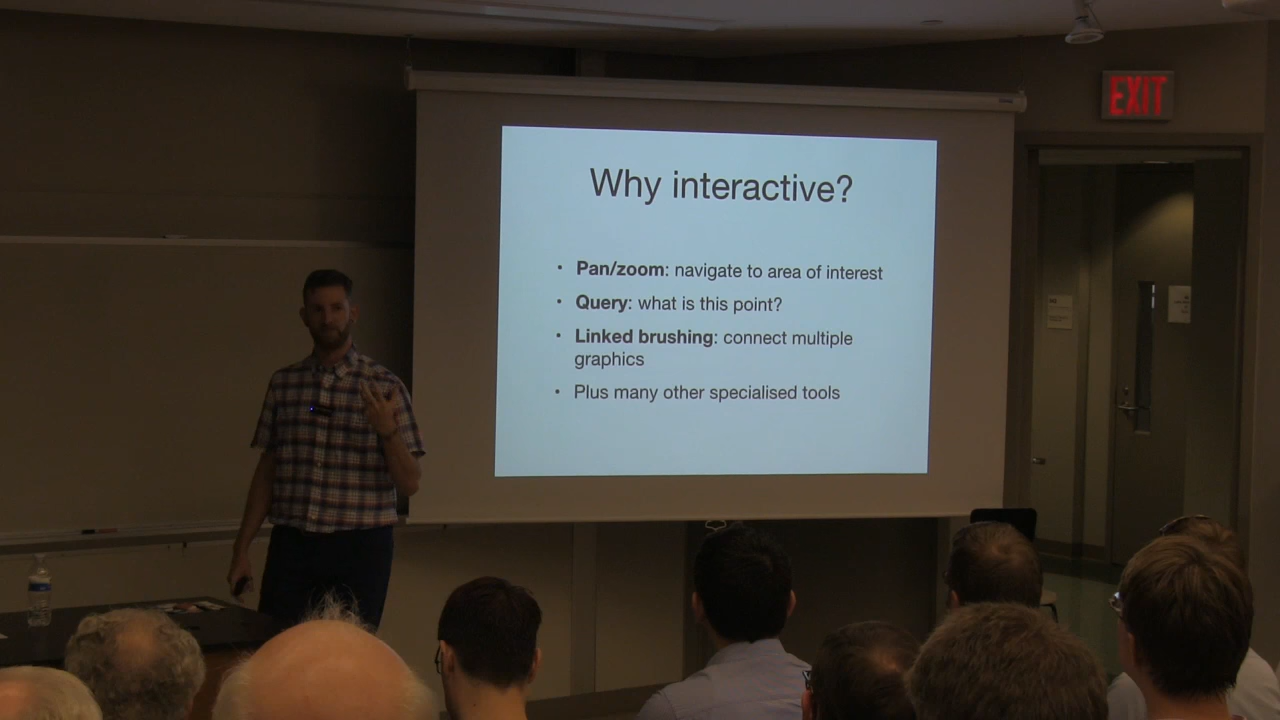 EXIT
Why interactive?
• Pan/zoom: navigate to area of interest
• Query: what is this point?
• Linked brushing: connect multiple
graphics
• Plus many other specialised tools